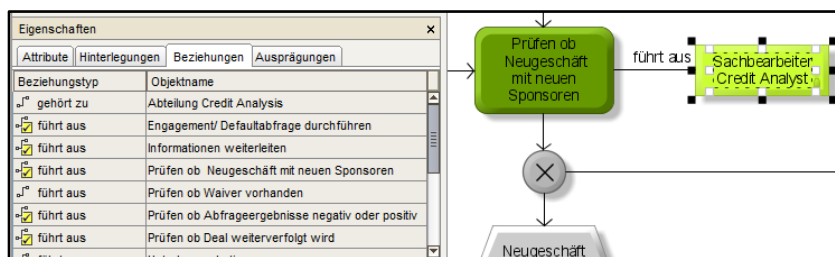 Eigenschaften
Attribute Hinterlegungen Beziehungen Ausprägungen
Beziehungstyp Objektname
gehört zu Abteilung Credit Analysis
führt aus Engagement/ Defaultabfrage durchführen
führt aus Informationen weiterleiten
führt aus Prüfen ob Neugeschäft mit neuen Sponsoren
führt aus Prüfen ob Waiver vorhanden
führt aus Prüfen ob Abfrageergebnisse negativ oder positiv
führt aus Prüfen ob Deal weiterverfolgt wird
Prüfen ob
Neugeschäft
mit neuen
Sponsoren
führt aus
Sachbearbeiter
Credit Analyst
Neugeschäft